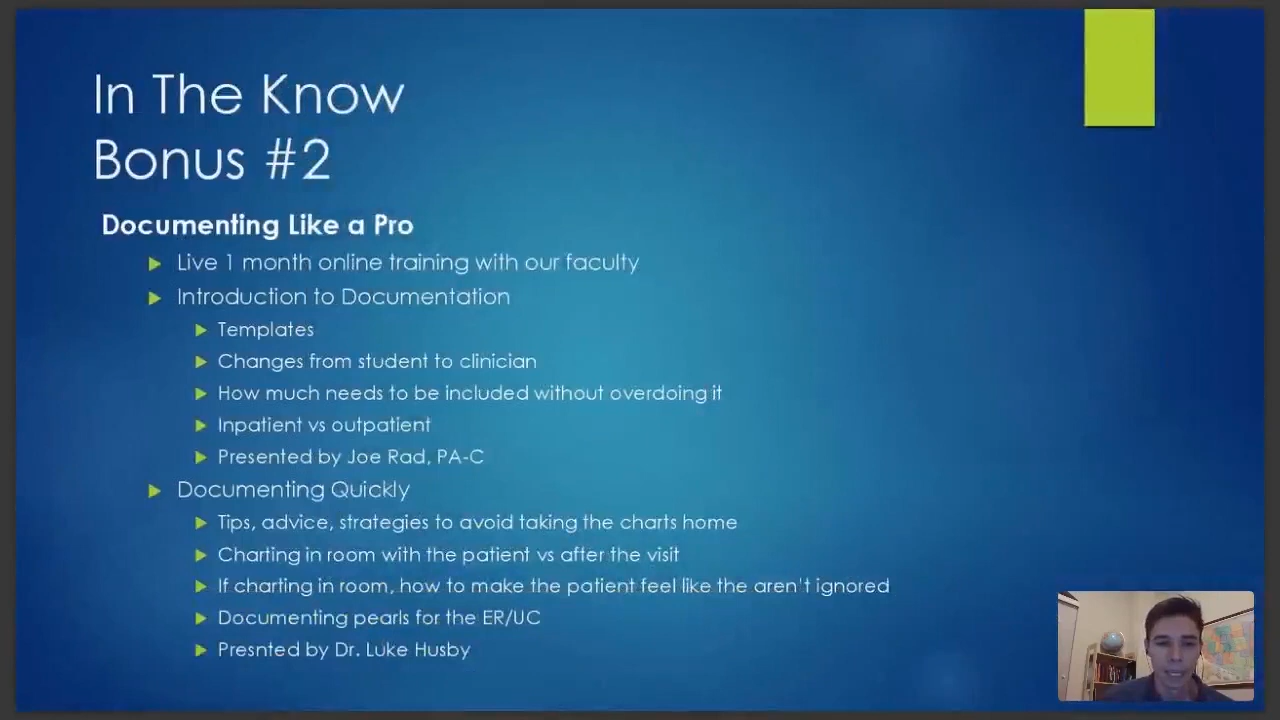 In The Know
Bonus #2
Documenting Like a Pro
Live 1 month online training with our faculty
Introduction to Documentation
Templates
Changes from student to clinician
How much needs to be included without overdoing it
Inpatient vs outpatient
Presented by Joe Rad, PA-C
Documenting Quickly
Tips, advice, strategies to avoid taking the charts home
Charting in room with the patient vs after the visit
If charting in room, how to make the patient feel like the aren't ignored
Documenting pearls for the ER/UC
Presnted by Dr. Luke Husby